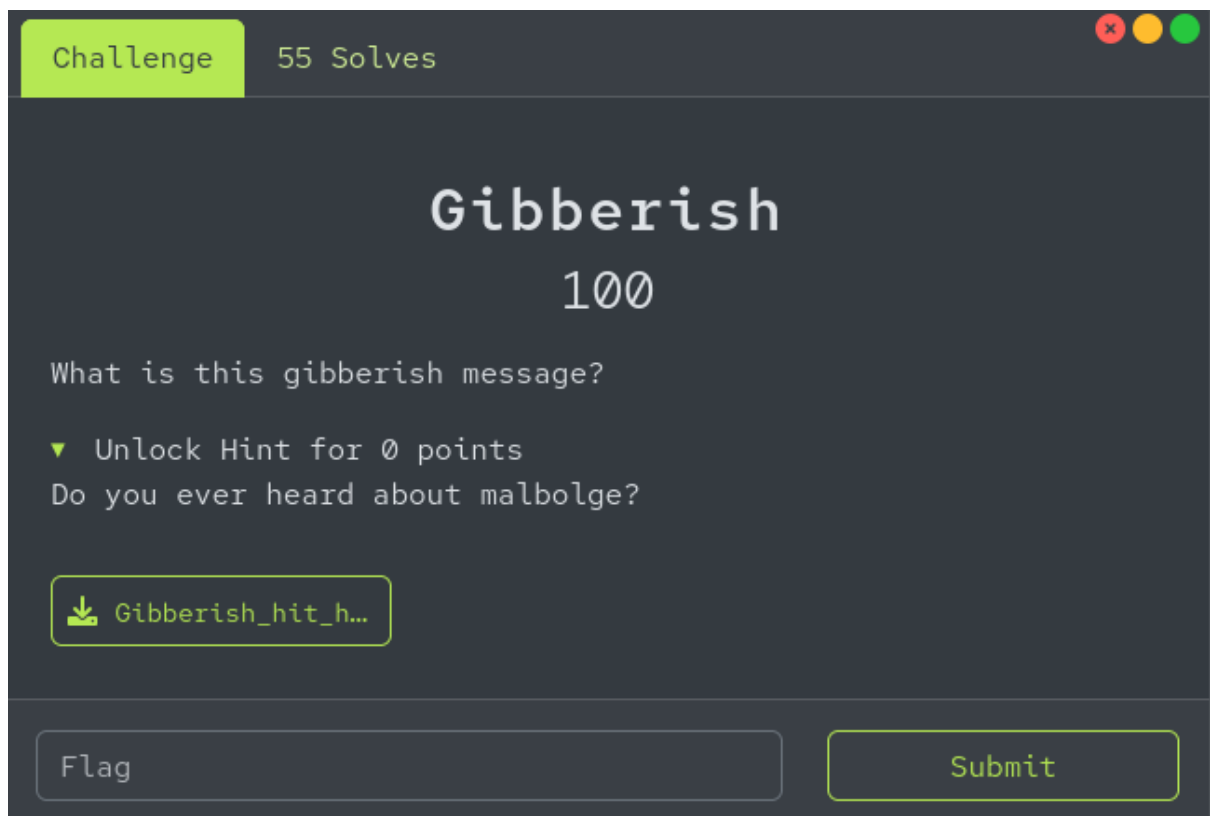 Challenge
55 Solves
Gibberish
100
What is this gibberish message?
▼ Unlock Hint for 0 points
Do you ever heard about malbolge?
Gibberish_hit_h…
Flag
Submit